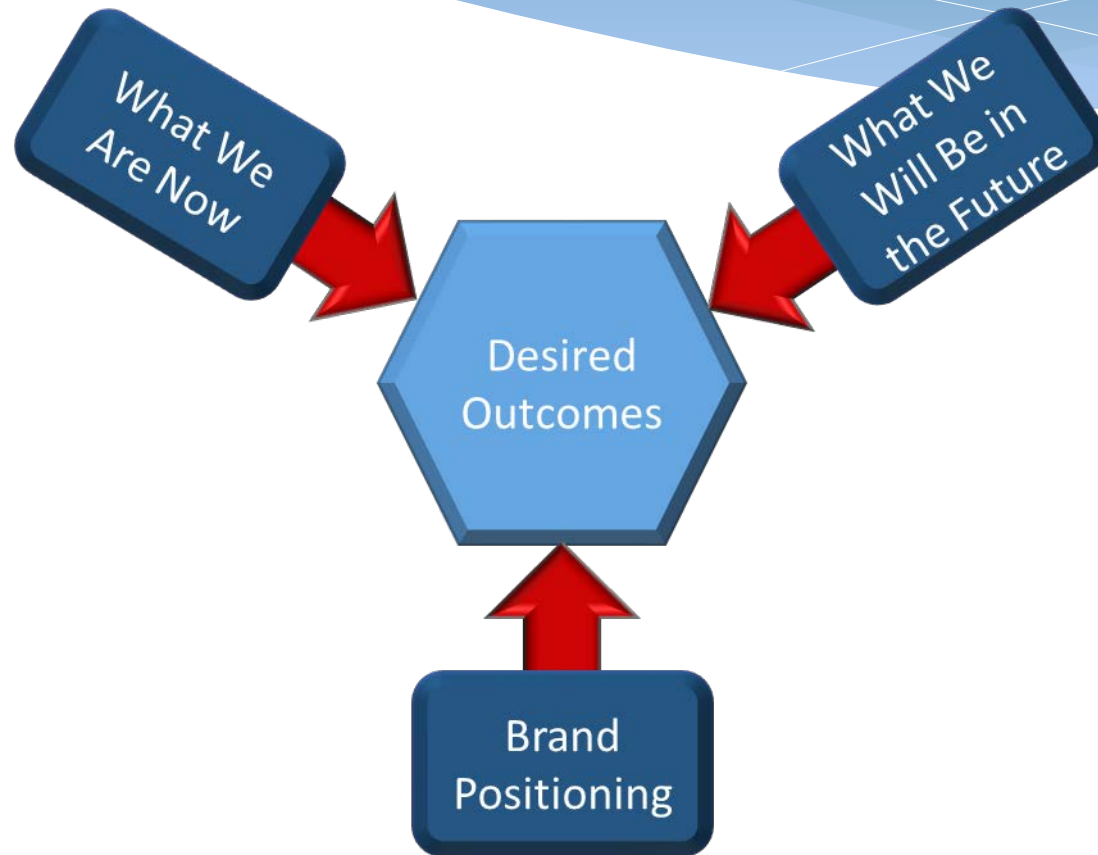 What We
Are Now
What We
Will Be in
the Future
Desired
Outcomes
Brand
Positioning